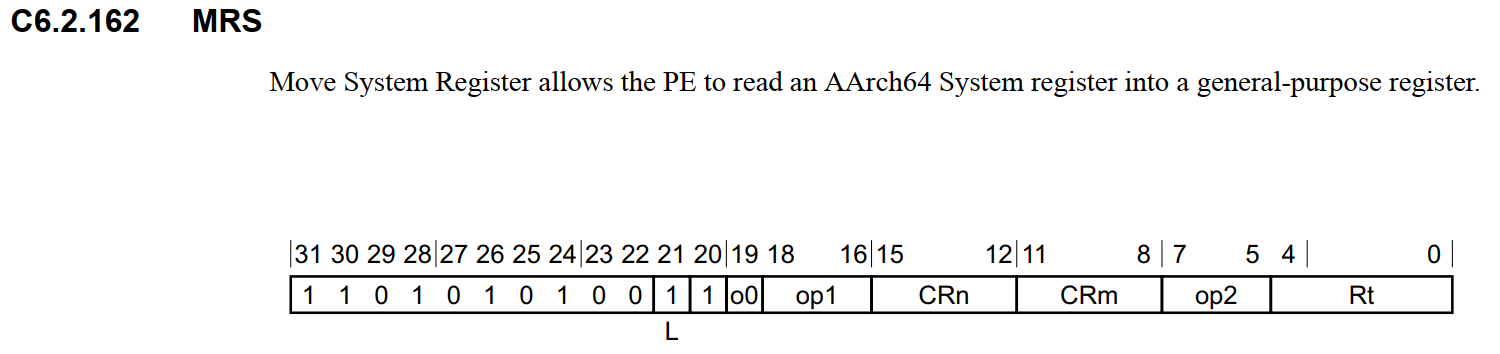 C6.2.162 MRS
Move System Register allows the PE to read an AArch64 System register into a general-purpose register.
31 30 29 28 27 26 25 24 23 22 21 20 19 18 16 15 12 11 8 7 5 4 0
1 1 0 1 0 1 0 1 0 0 1 1 o0 op1 CRn CRm op2 Rt
L